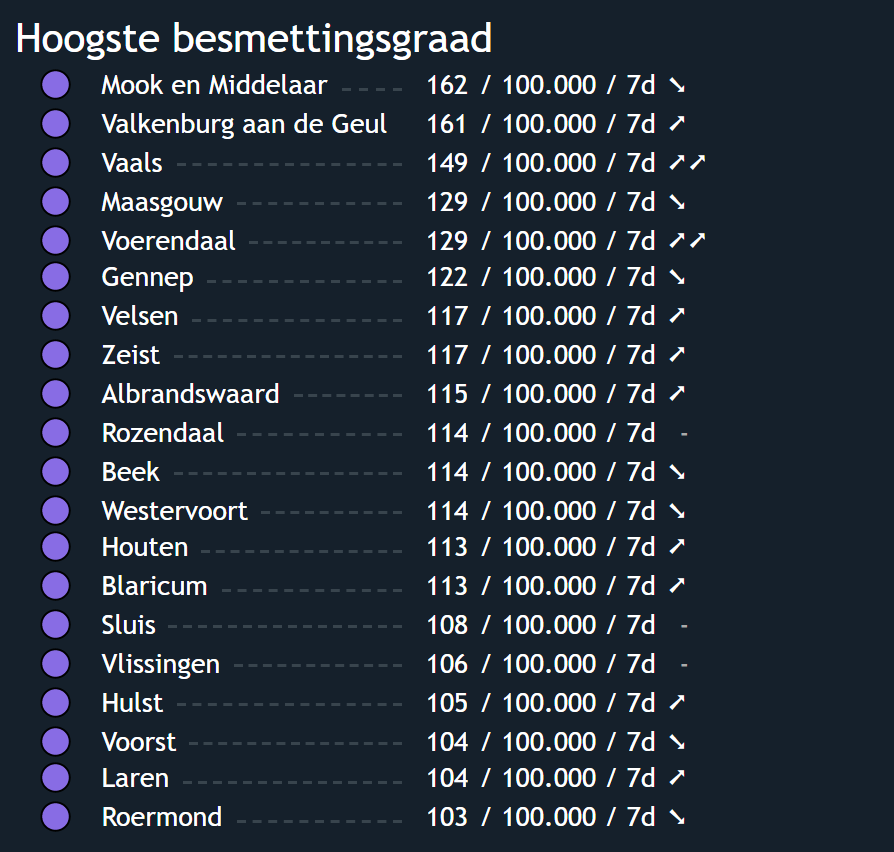 Hoogste besmettingsgraad
Mook en Middelaar ---- 162 / 100.000 / 7d ↘
Valkenburg aan de Geul 161 / 100.000 / 7d ↗
Vaals ---------------- 149 / 100.000 / 7d ↗↗
Maasgouw ------------ 129 / 100.000 / 7d ↘
Voerendaal ----------- 129 / 100.000 / 7d ↗↗
Gennep -------------- 122 / 100.000 / 7d ↘
Velsen --------------- 117 / 100.000 / 7d ↗
Zeist ---------------- 117 / 100.000 / 7d ↗
Albrandswaard -------- 115 / 100.000 / 7d ↗
Rozendaal ------------ 114 / 100.000 / 7d -
Beek ---------------- 114 / 100.000 / 7d ↘
Westervoort ---------- 114 / 100.000 / 7d ↘
Houten -------------- 113 / 100.000 / 7d ↗
Blaricum ------------- 113 / 100.000 / 7d ↗
Sluis ---------------- 108 / 100.000 / 7d -
Vlissingen ------------ 106 / 100.000 / 7d -
Hulst ---------------- 105 / 100.000 / 7d ↗
Voorst --------------- 104 / 100.000 / 7d ↘
Laren ---------------- 104 / 100.000 / 7d ↗
Roermond ------------ 103 / 100.000 / 7d ↘